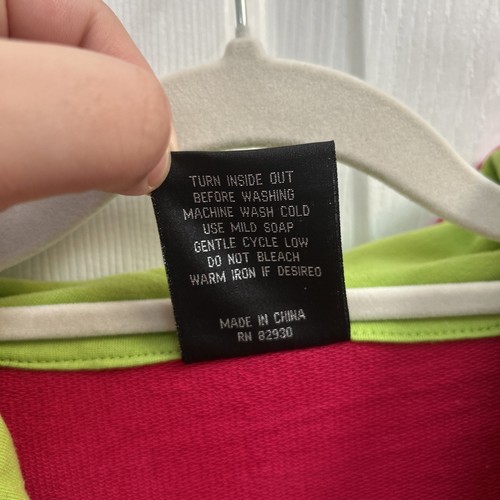 TURN INSIDE OUT
BEFORE WASHING
MACHINE WASH COLD
USE MILD SOAP
GENTLE CYCLE LOW
DO NOT BLEACH
WARM IRON IF DESIRED
MADE IN CHINA
RN 82930